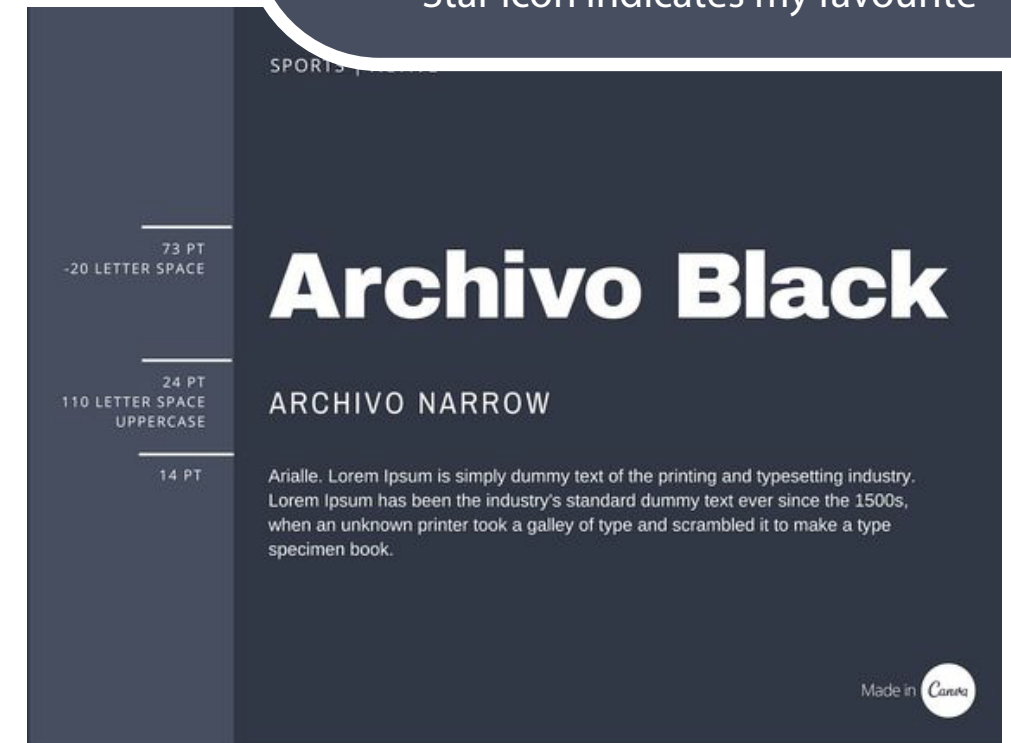 Star icon indicates my favourite
SPORTS |
73 PT
-20 LETTER SPACE
Archivo Black
24 PT
110 LETTER SPACE
UPPERCASE
ARCHIVO NARROW
14 PT
Arialle. Lorem Ipsum is simply dummy text of the printing and typesetting industry.
Lorem Ipsum has been the industry's standard dummy text ever since the 1500s,
when an unknown printer took a galley of type and scrambled it to make a type
specimen book.
Made in Canva